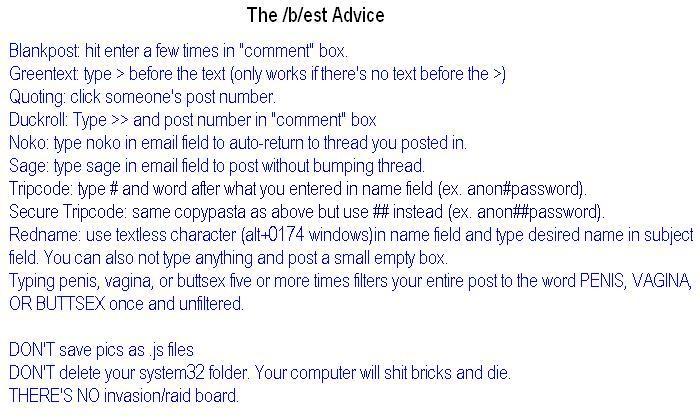 The /b/est Advice
Blankpost: hit enter a few times in "comment" box.
Greentext: type > before the text (only works if there's no text before the >)
Quoting: click someone's post number.
Duckroll: Type >> and post number in "comment" box
Noko: type noko in email field to auto-return to thread you posted in.
Sage: type sage in email field to post without bumping thread.
Tripcode: type # and word after what you entered in name field (ex. anon#password).
Secure Tripcode: same copypasta as above but use ## instead (ex. anon##password).
Redname: use textless character (alt+0174 windows)in name field and type desired name in subject
field. You can also not type anything and post a small empty box.
Typing penis, vagina, or buttsex five or more times filters your entire post to the word PENIS, VAGINA,
OR BUTTSEX once and unfiltered.
DON'T save pics as .js files
DON'T delete your system32 folder. Your computer will shit bricks and die.
THERE'S NO invasion/raid board.